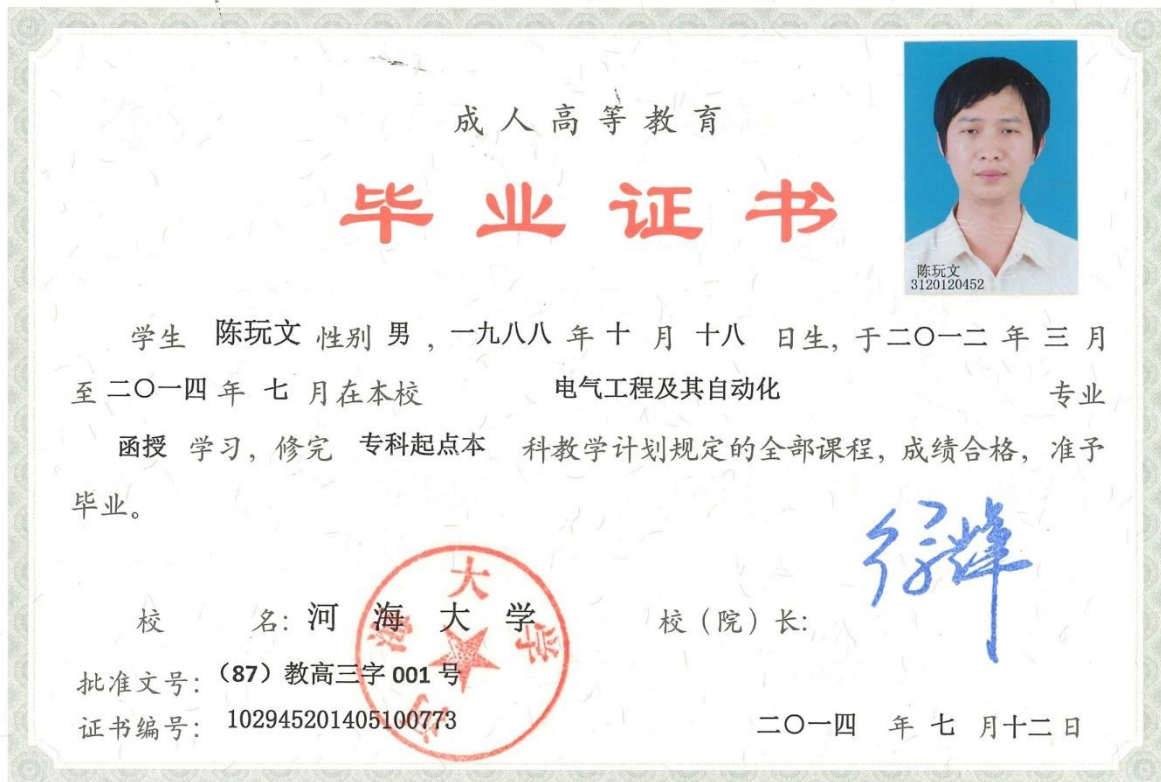 成人高等教育
毕业证书
陈玩文
3120120452
学生 陈玩文 性别 男 ，一九八八 年 十 月 十八 日生，于二〇一二 年 三 月
至 二〇一四 年 七 月在本校 电气工程及其自动化 专业
函授 学习，修完 专科起点本 科教学计划规定的全部课程，成绩合格，准予
毕业。
校 名：河海大学
校（院）长：
河海大学
批准文号：（87）教高三字 001 号
证书编号：102945201405100773
二〇一四 年 七 月十二日